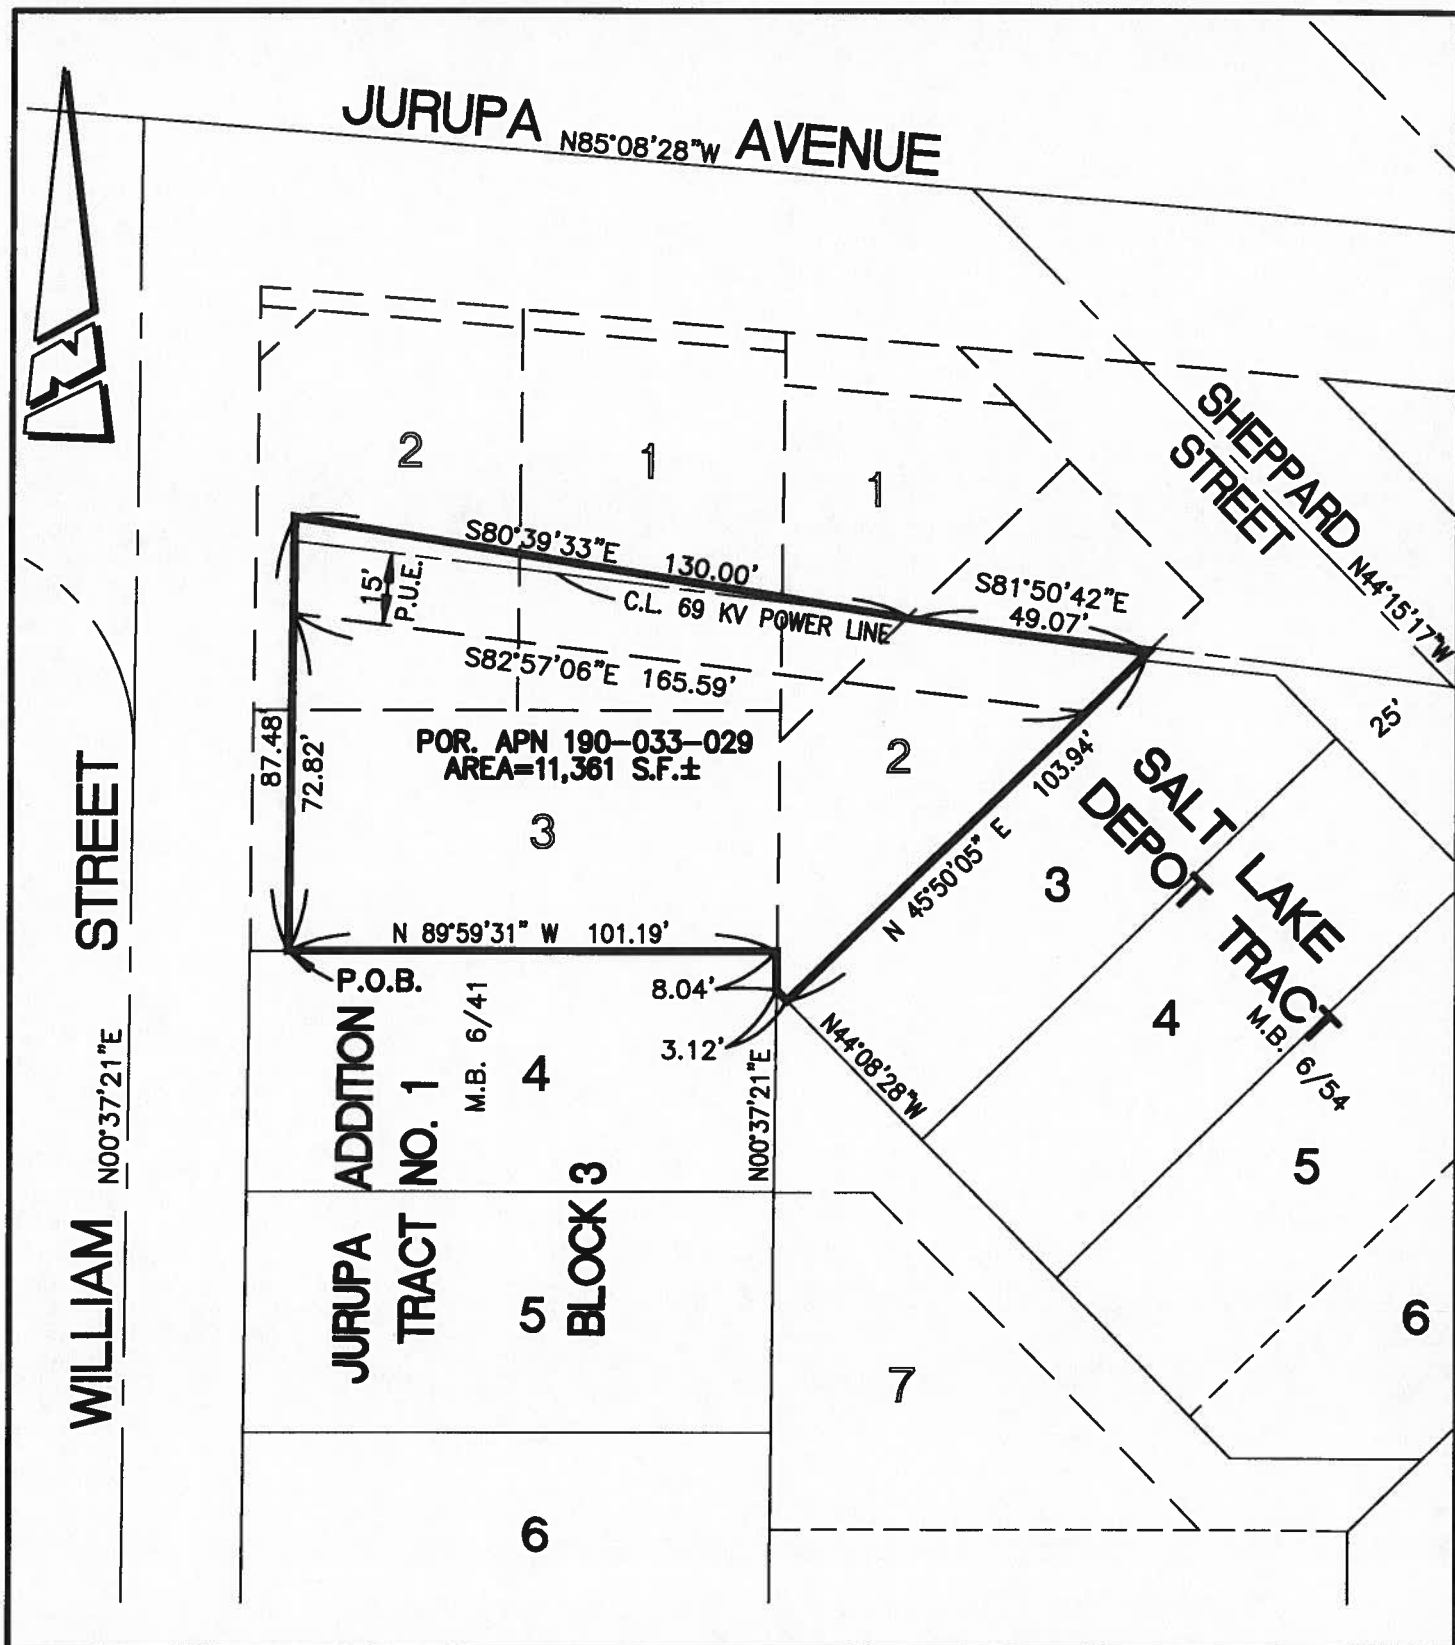 JURUPA N85°08'28"W AVENUE
SHEPPARD
STREET
N44°15'17"W
2
1
1
S80°39'33"E 130.00'
C.L. 69 KV POWER LINE
S81°50'42"E
49.07'
15'
P.U.E.
S82°57'06"E 165.59'
25'
87.48'
72.82'
POR. APN 190-033-029
AREA=11,361 S.F.±
3
2
103.94'
N 45°50'05" E
SALT LAKE
DEPOT TRACT
M.B. 6/54
3
4
5
6
N 89°59'31" W 101.19'
P.O.B.
8.04'
3.12'
N00°37'21"E
N44°08'28"W
WILLIAM STREET
N00°37'21"E
JURUPA ADDITION
TRACT NO. 1
M.B. 6/41
BLOCK 3
4
5
6
7